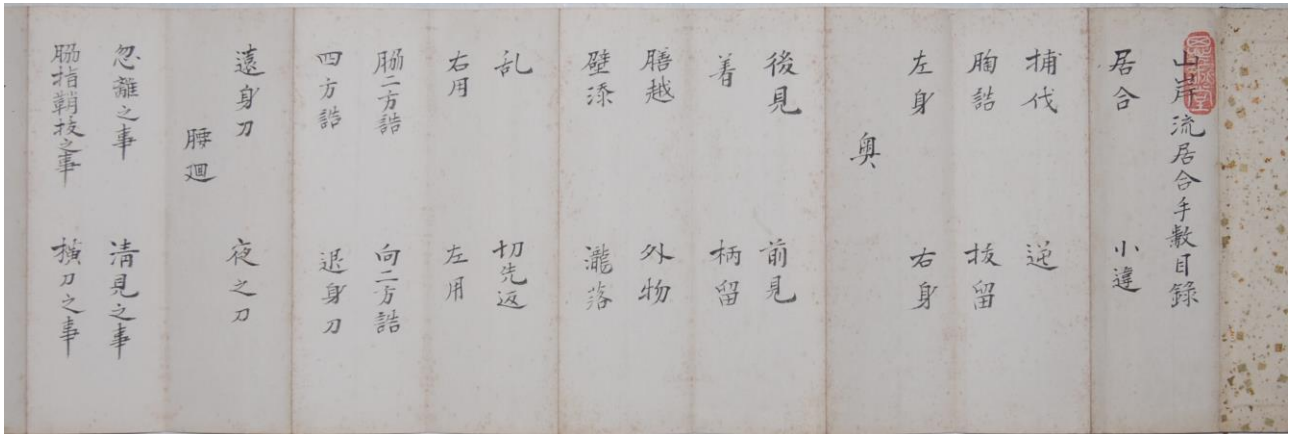 山岸流居合手数目録
居合 小違
捕伐 逆
胸詰 抜留
左身 右身
奥
後見 前見
着 柄留
膳越 外物
壁添 瀧落
乱 切先返
右用 左用
脇二方詰 向二方詰
四方詰 退身刀
遠身刀 夜之刀
腰廻
忽離之事 清見之事
脇指鞘技之事 横刀之事